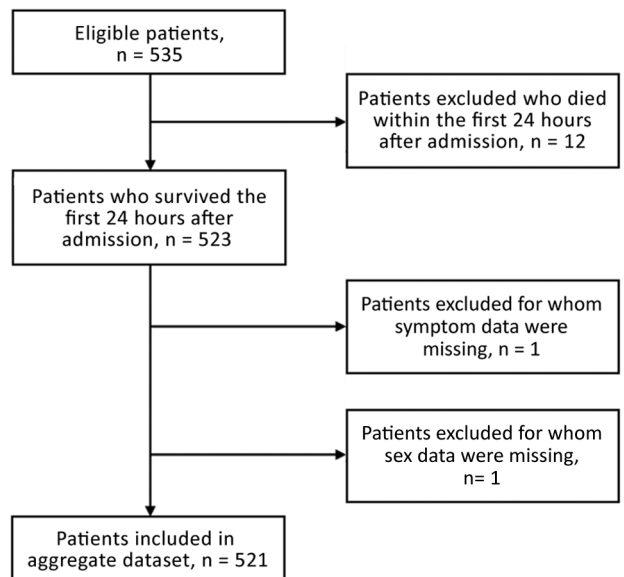 Eligible patients,
n = 535
Patients excluded who died
within the first 24 hours
after admission, n = 12
Patients who survived the
first 24 hours after
admission, n = 523
Patients excluded for whom
symptom data were
missing, n = 1
Patients excluded for whom
sex data were missing,
n= 1
Patients included in
aggregate dataset, n = 521